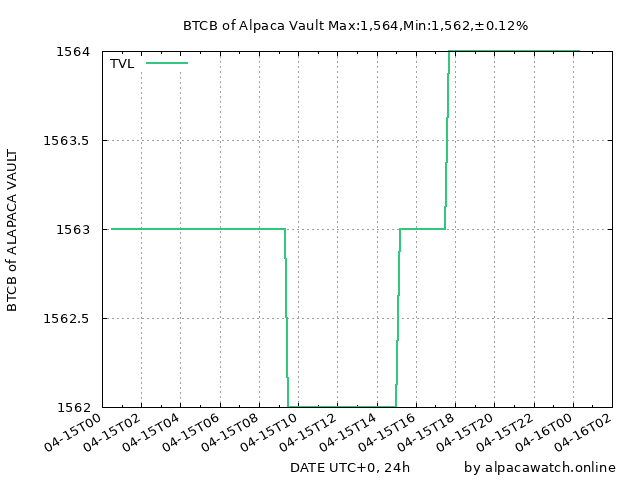 BTCB of Alpaca Vault Max:1,564,Min:1,562,±0.12%
TVL
1564
1563.5
1563
1562.5
1562
BTCB of ALAPACA VAULT
04-15T00
04-15T02
04-15T04
04-15T06
04-15T08
04-15T10
04-15T12
04-15T14
04-15T16
04-15T18
04-15T20
04-15T22
04-16T00
04-16T02
DATE UTC+0, 24h
by alpacawatch.online